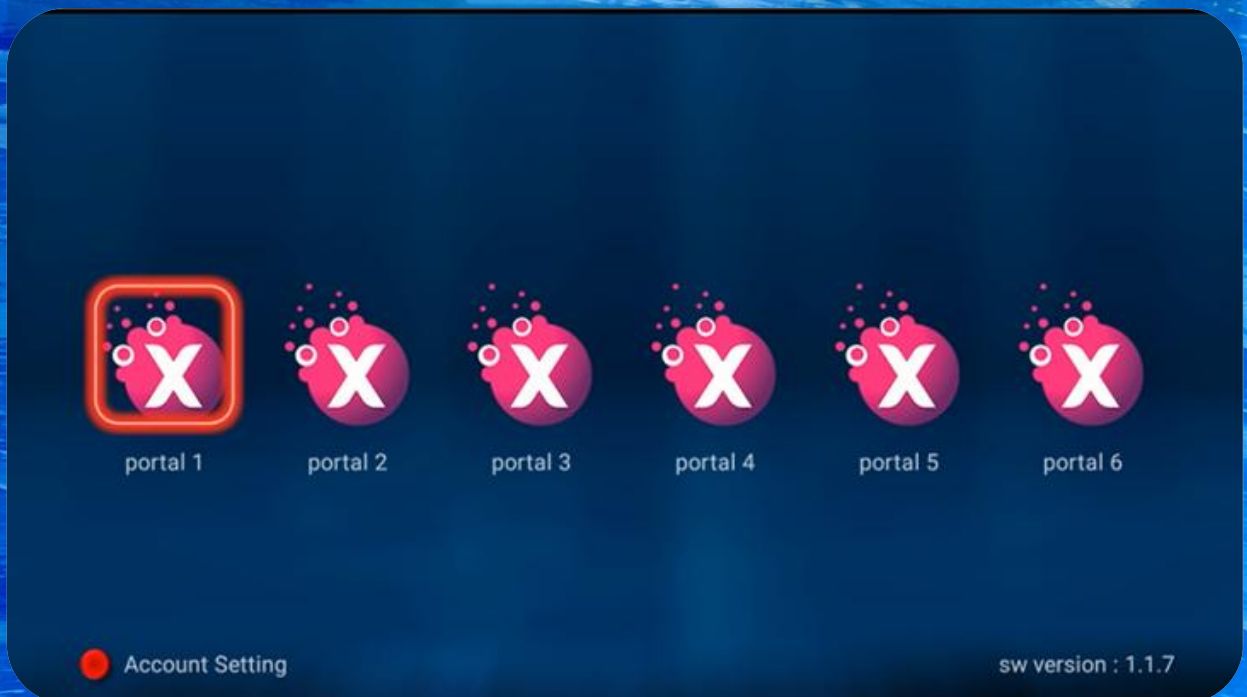 X X X X X X
portal 1 portal 2 portal 3 portal 4 portal 5 portal 6
Account Setting sw version : 1.1.7